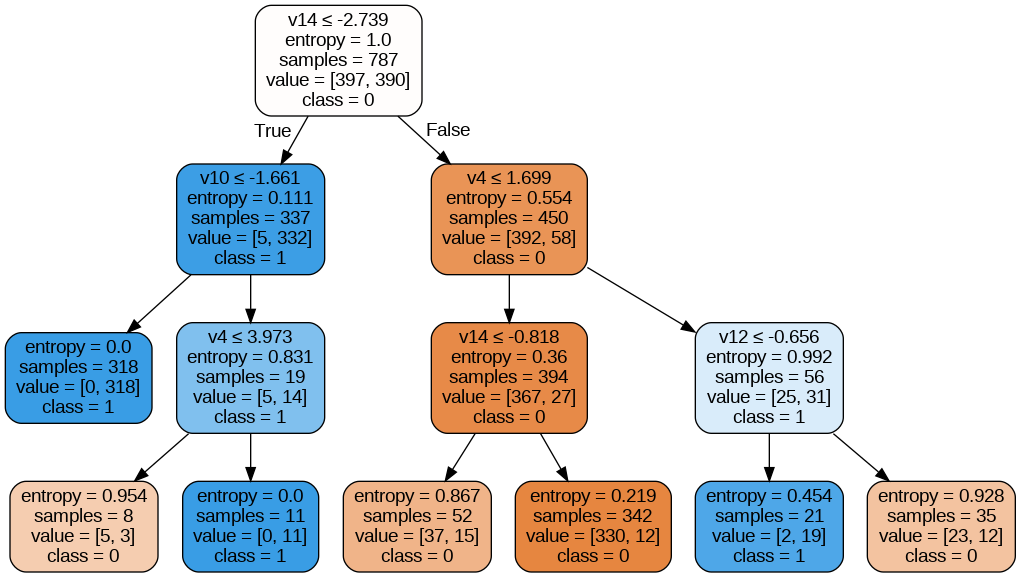 v14 ≤ -2.739
entropy = 1.0
samples = 787
value = [397, 390]
class = 0
True
False
v10 ≤ -1.661
entropy = 0.111
samples = 337
value = [5, 332]
class = 1
v4 ≤ 1.699
entropy = 0.554
samples = 450
value = [392, 58]
class = 0
entropy = 0.0
samples = 318
value = [0, 318]
class = 1
v4 ≤ 3.973
entropy = 0.831
samples = 19
value = [5, 14]
class = 1
v14 ≤ -0.818
entropy = 0.36
samples = 394
value = [367, 27]
class = 0
v12 ≤ -0.656
entropy = 0.992
samples = 56
value = [25, 31]
class = 1
entropy = 0.954
samples = 8
value = [5, 3]
class = 0
entropy = 0.0
samples = 11
value = [0, 11]
class = 1
entropy = 0.867
samples = 52
value = [37, 15]
class = 0
entropy = 0.219
samples = 342
value = [330, 12]
class = 0
entropy = 0.454
samples = 21
value = [2, 19]
class = 1
entropy = 0.928
samples = 35
value = [23, 12]
class = 0